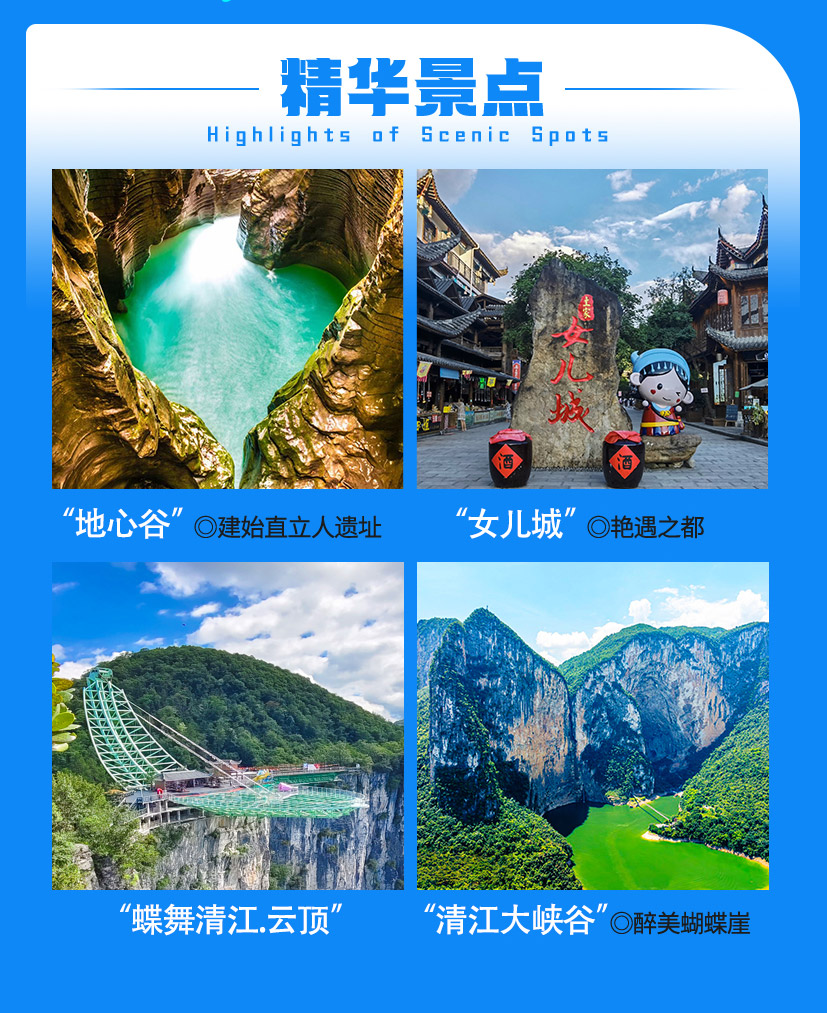 精华景点
Highlights of Scenic Spots
土家
女儿城
酒
酒
“地心谷” ◎建始直立人遗址
“女儿城” ◎艳遇之都
“蝶舞清江.云顶”
“清江大峡谷”◎醉美蝴蝶崖